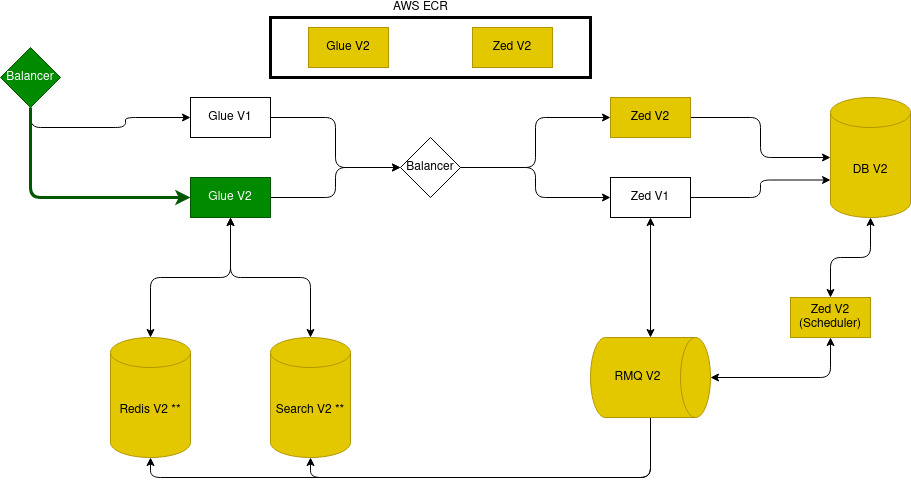 AWS ECR
Glue V2
Zed V2
Balancer
Glue V1
Zed V2
Balancer
DB V2
Glue V2
Zed V1
Zed V2
(Scheduler)
RMQ V2
Redis V2 **
Search V2 **